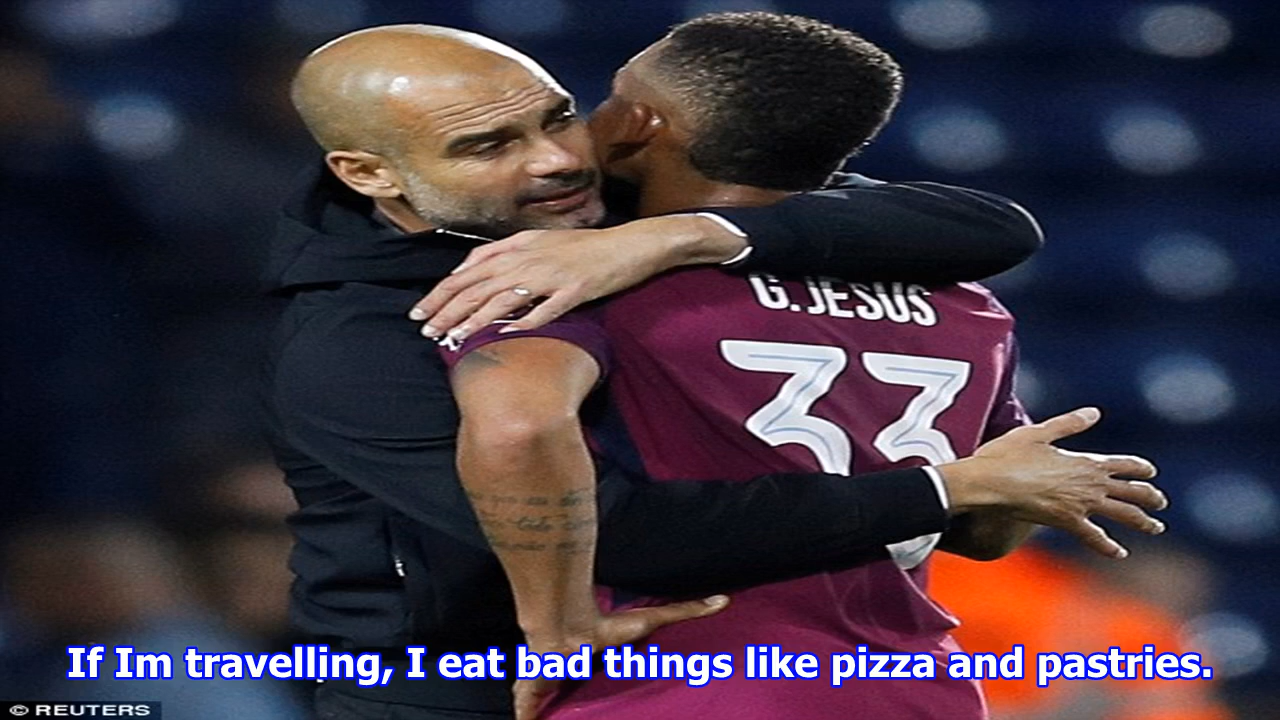 G.JESUS
33
If Im travelling, I eat bad things like pizza and pastries.
© REUTERS